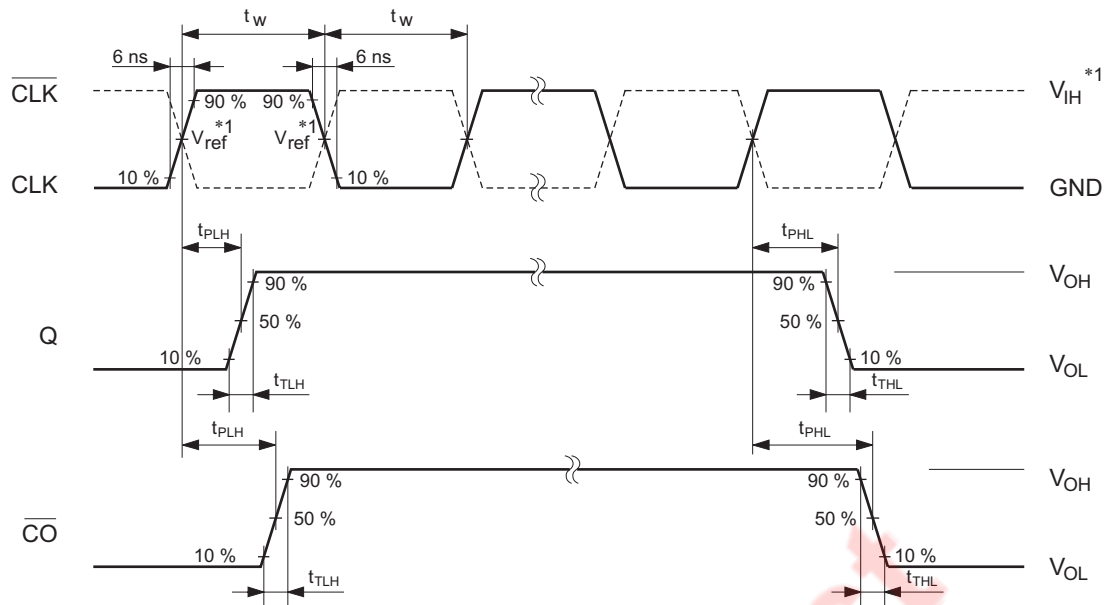 t_W t_W
6 ns 6 ns
C̅L̅K̅ 90 % 90 % V_IH *1
V_ref *1 V_ref *1
10 % 10 %
CLK GND
t_PLH t_PHL
90 % 90 % V_OH
50 % 50 %
Q
10 % 10 %
V_OL
t_TLH t_THL
t_PLH t_PHL
90 % 90 % V_OH
50 % 50 %
C̅O̅
10 % 10 %
V_OL
t_TLH t_THL